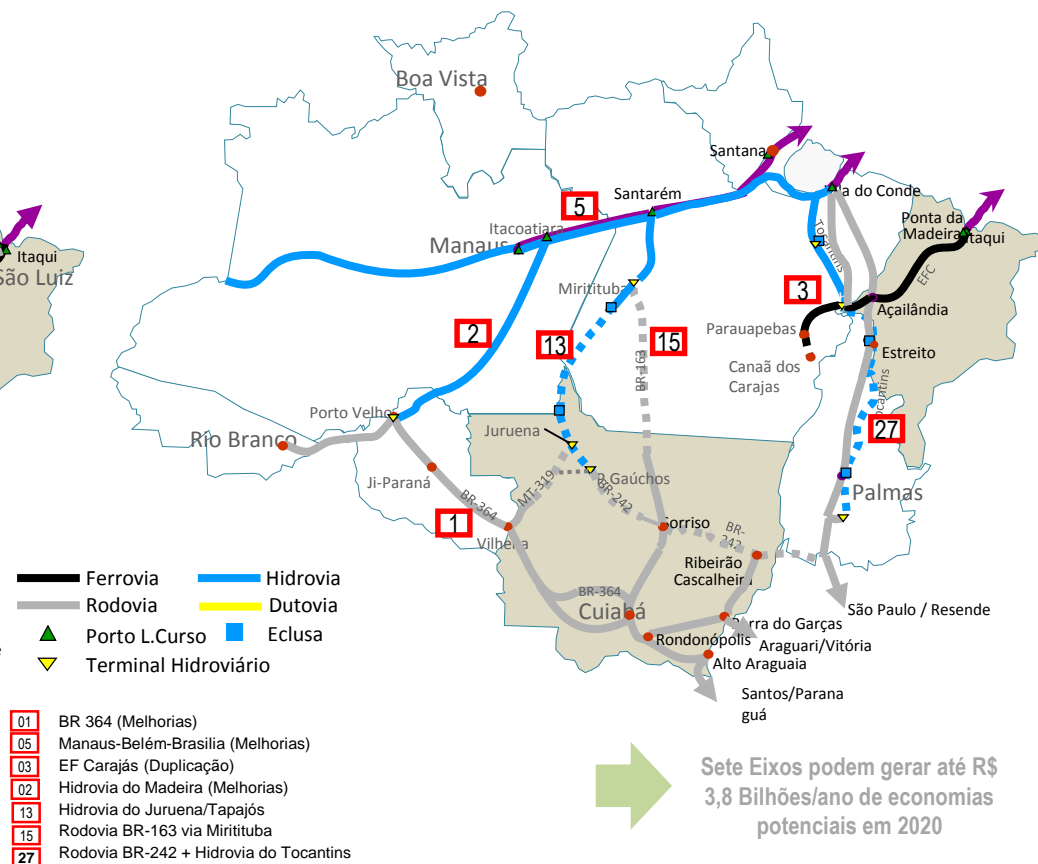 Boa Vista
Santana
Santarém
Vila do Conde
5
Itacoatiara
Manaus
Ponta da
Madeira
Itaqui
Itaqui
São Luiz
Tocantins
EFC
Miritituba
3
Açailândia
2
13
15
Parauapebas
BR-163
Canaã dos
Carajas
Estreito
Tocantins
Porto Velho
27
Rio Branco
Juruena
Ji-Paraná
MT-319
P. Gaúchos
BR-242
Palmas
BR-364
1
Vilhena
Sorriso
BR-
242
Ribeirão
Cascalheira
Ferrovia
Hidrovia
BR-364
Rodovia
Dutovia
Cuiabá
São Paulo / Resende
Porto L.Curso
Eclusa
Barra do Garças
Rondonópolis
Araguari/Vitória
Terminal Hidroviário
Alto Araguaia
Santos/Parana
guá
01 BR 364 (Melhorias)
05 Manaus-Belém-Brasilia (Melhorias)
03 EF Carajás (Duplicação)
02 Hidrovia do Madeira (Melhorias)
13 Hidrovia do Juruena/Tapajós
15 Rodovia BR-163 via Miritituba
27 Rodovia BR-242 + Hidrovia do Tocantins
Sete Eixos podem gerar até R$
3,8 Bilhões/ano de economias
potenciais em 2020